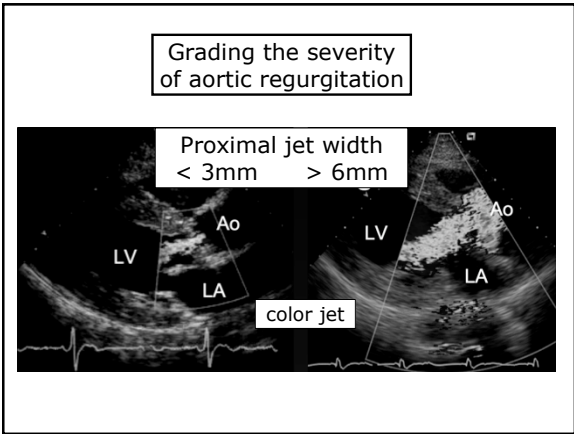 Grading the severity
of aortic regurgitation
Proximal jet width
< 3mm > 6mm
Ao
LV
LA
Ao
LV
LA
color jet